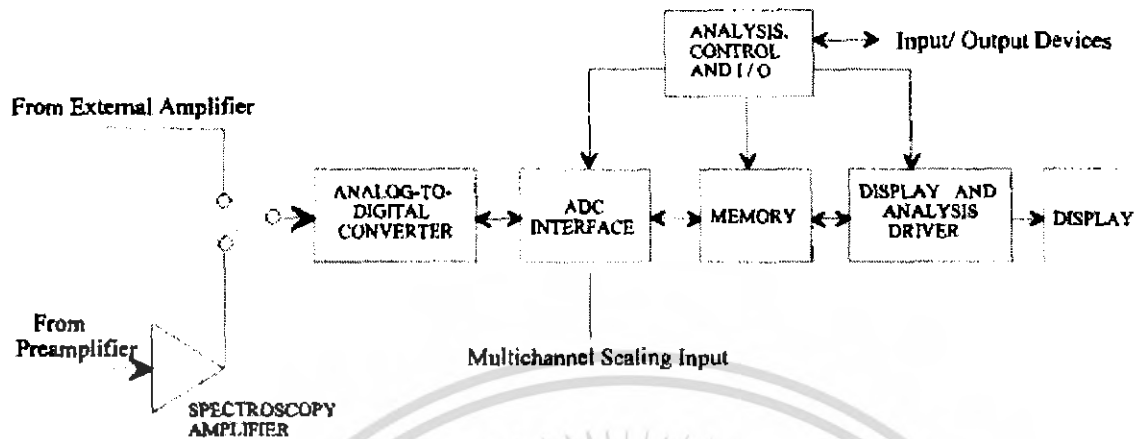 ANALYSIS,
CONTROL
AND I / O
Input/ Output Devices
From External Amplifier
ANALOG-TO-
DIGITAL
CONVERTER
ADC
INTERFACE
MEMORY
DISPLAY AND
ANALYSIS
DRIVER
DISPLAY
From
Preamplifier
Multichannel Scaling Input
SPECTROSCOPY
AMPLIFIER